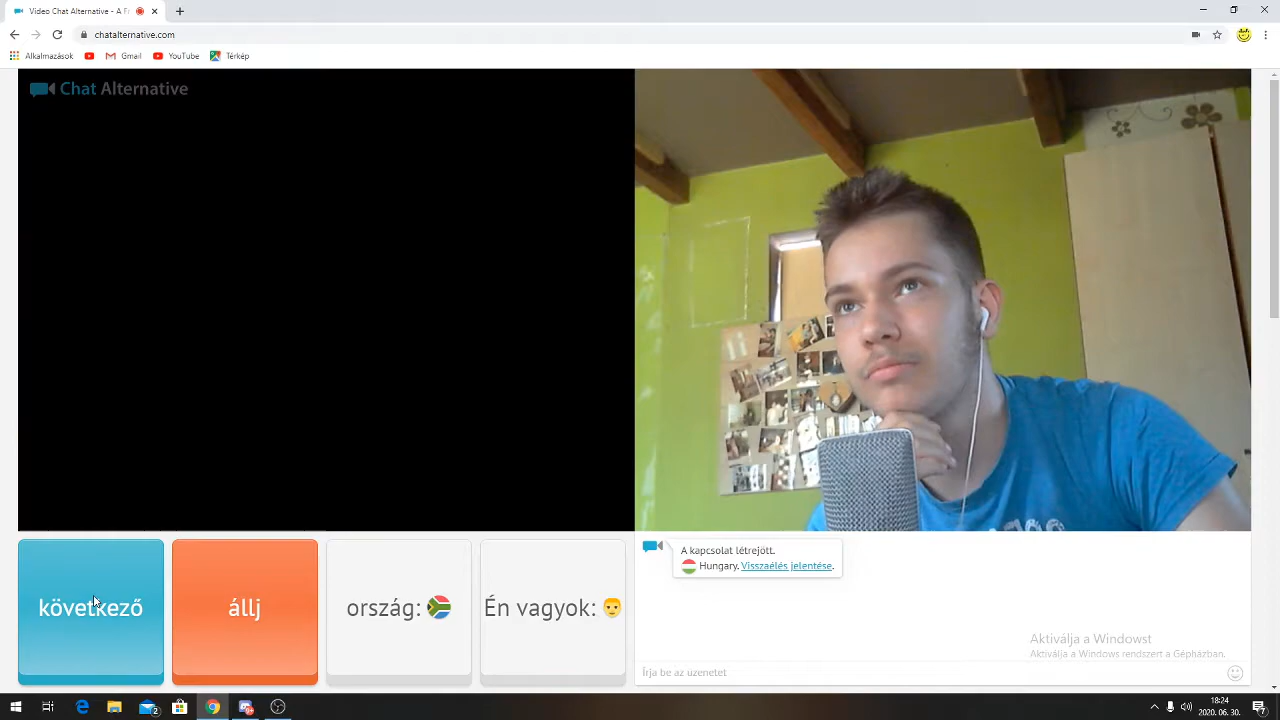 Video Chat Alternative - A F
chatalternative.com
Alkalmazások
Gmail
YouTube
Térkép
Chat Alternative
A kapcsolat létrejött.
Hungary. Visszaélés jelentése.
következő
állj
ország:
Én vagyok:
Aktiválja a Windowst
Aktiválja a Windows rendszert a Gépházban.
Írja be az üzenetet
18:24
2020. 06. 30.